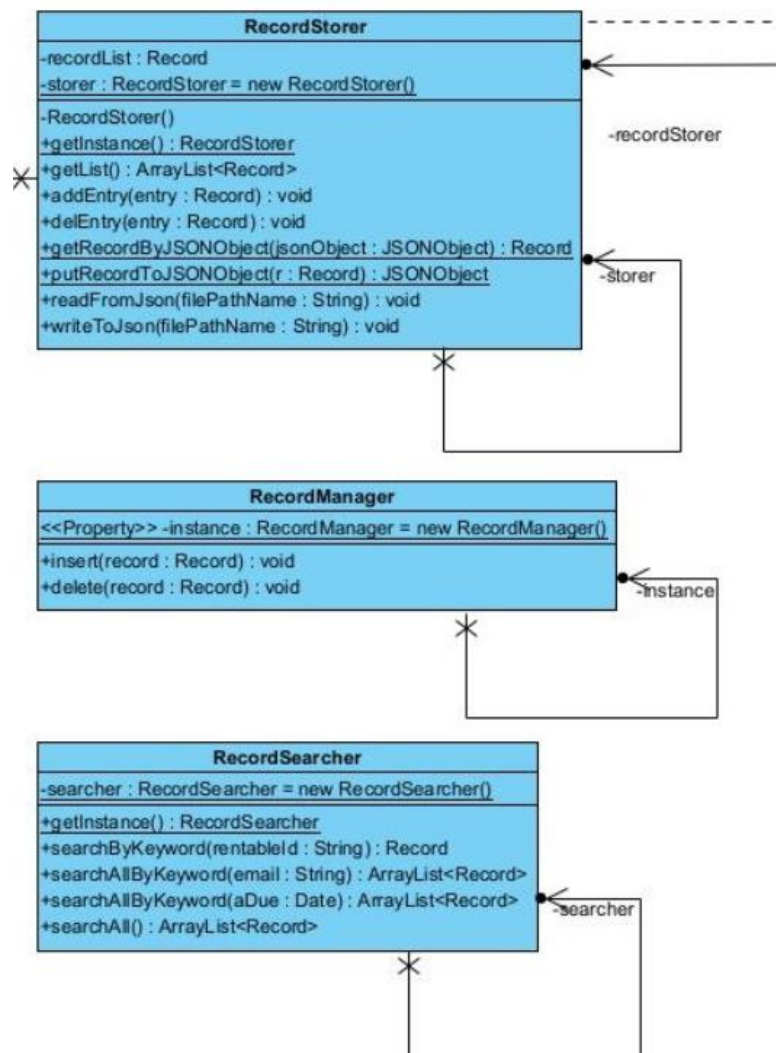 RecordStorer
-recordList : Record
-storer : RecordStorer = new RecordStorer()
-RecordStorer()
+getInstance() : RecordStorer
+getList() : ArrayList<Record>
+addEntry(entry : Record) : void
+delEntry(entry : Record) : void
+getRecordByJSONObject(jsonObject : JSONObject) : Record
+putRecordToJSONObject(r : Record) : JSONObject
+readFromJson(filePathName : String) : void
+writeToJson(filePathName : String) : void
-recordStorer
-storer
RecordManager
<<Property>> -instance : RecordManager = new RecordManager()
+insert(record : Record) : void
+delete(record : Record) : void
-instance
RecordSearcher
-searcher : RecordSearcher = new RecordSearcher()
+getInstance() : RecordSearcher
+searchByKeyword(rentableId : String) : Record
+searchAllByKeyword(email : String) : ArrayList<Record>
+searchAllByKeyword(aDue : Date) : ArrayList<Record>
+searchAll() : ArrayList<Record>
-searcher